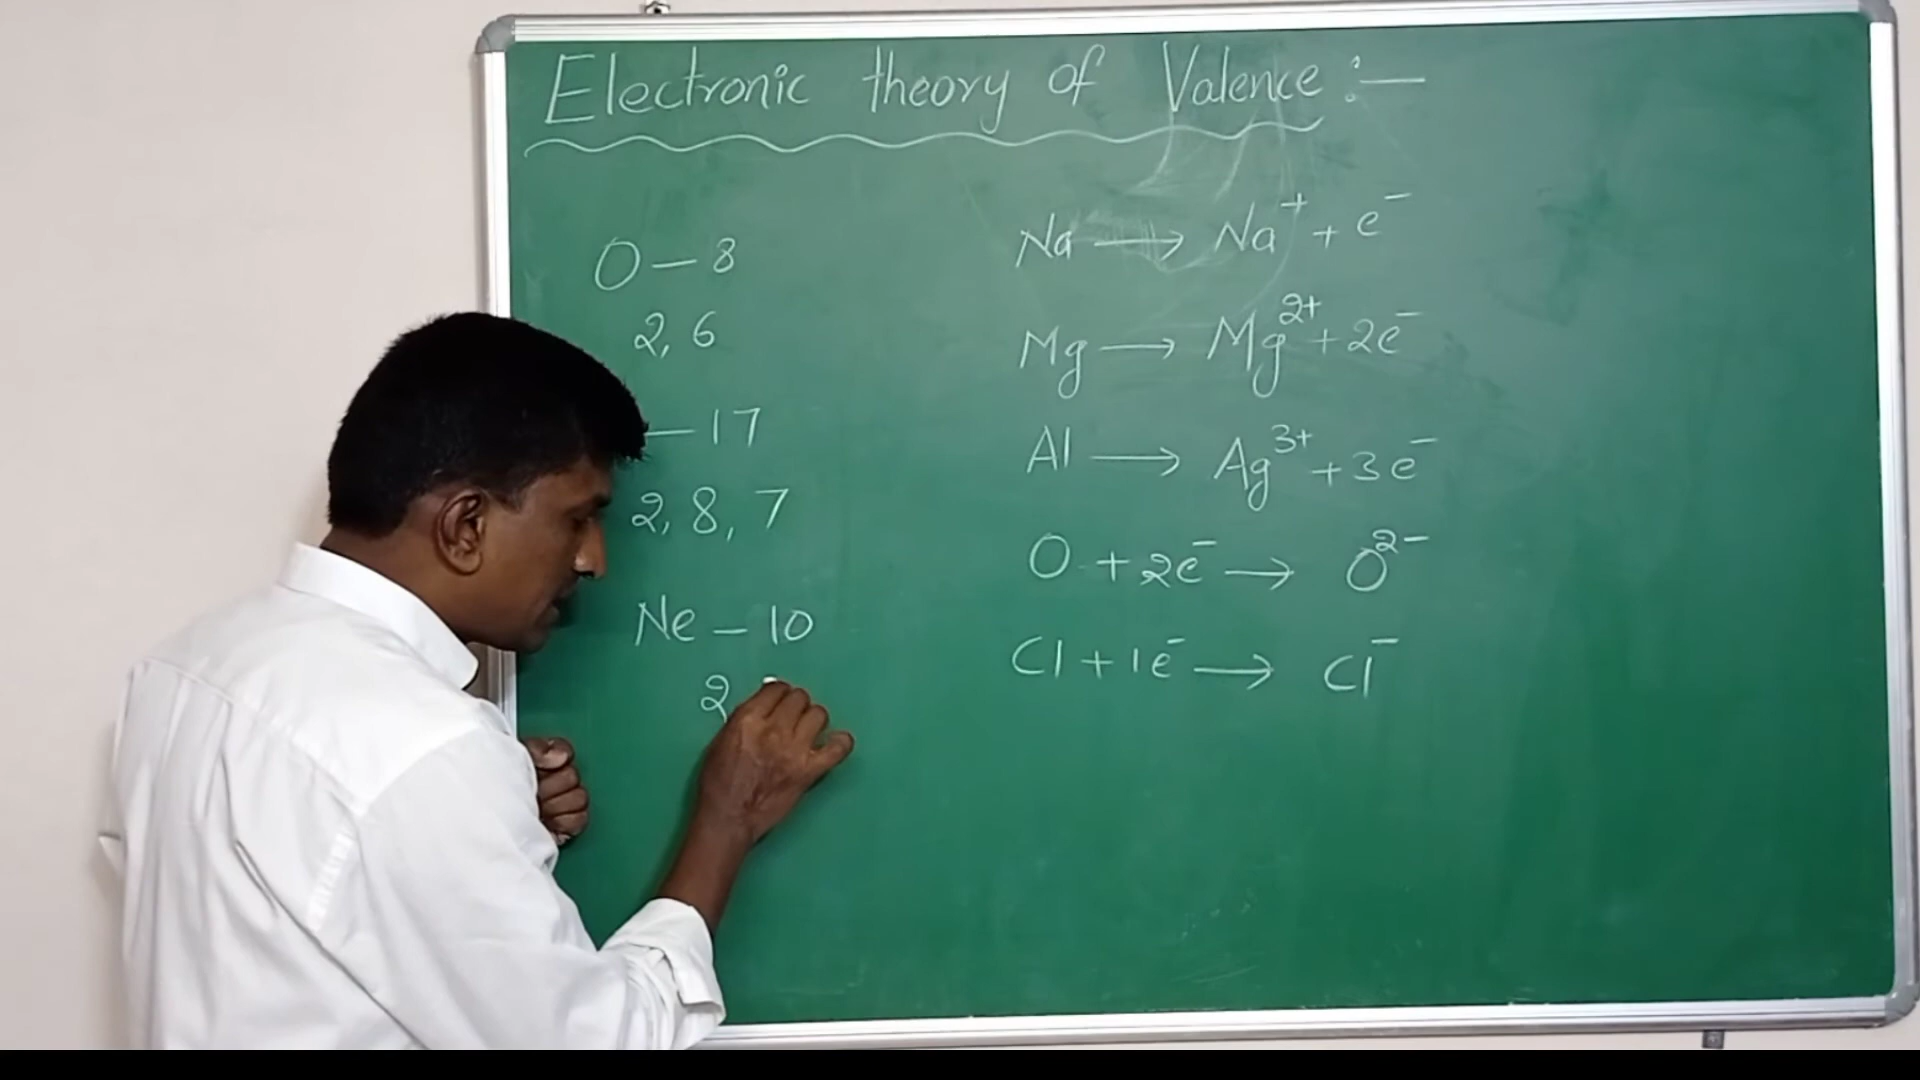 Electronic theory of Valence :—
O – 8
2, 6
– 17
2, 8, 7
Ne – 10
2
Na ⟶ Na⁺ + e⁻
Mg ⟶ Mg²⁺ + 2e⁻
Al ⟶ Ag³⁺ + 3e⁻
O + 2e⁻ ⟶ O²⁻
Cl + 1e⁻ ⟶ Cl⁻